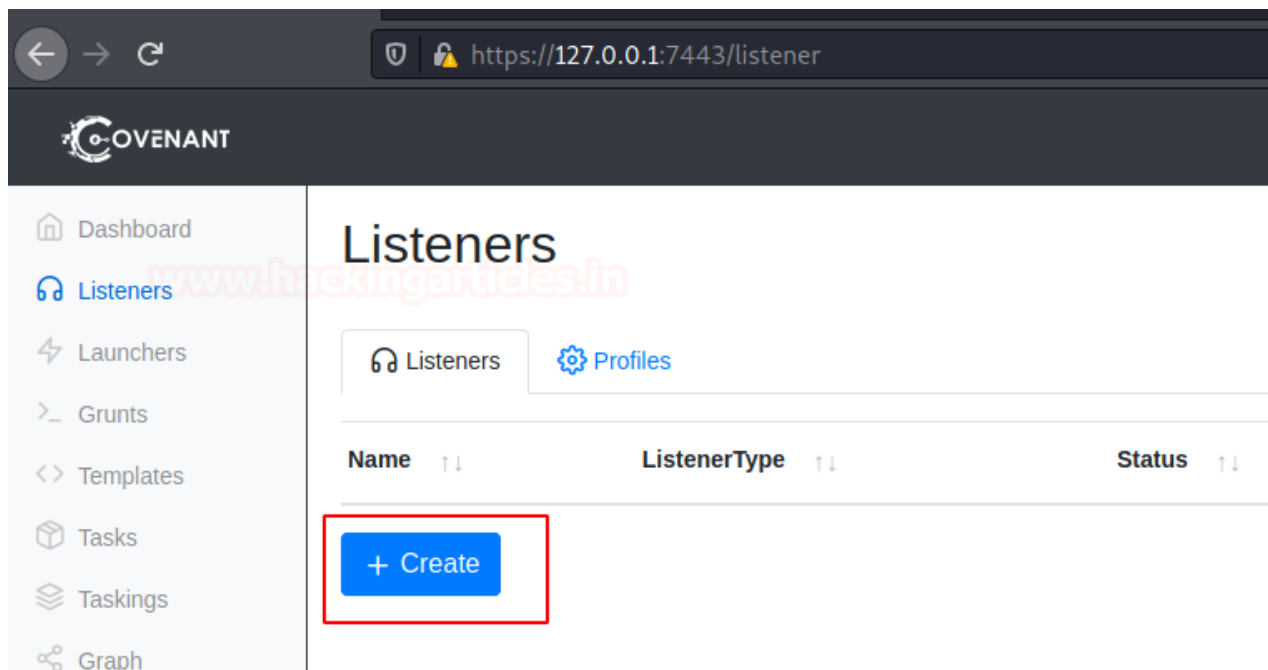 https://127.0.0.1:7443/listener
COVENANT
Dashboard
Listeners
Launchers
Grunts
Templates
Tasks
Taskings
Graph
Listeners
www.hackingarticles.in
Listeners Profiles
Name ↑↓ ListenerType ↑↓ Status ↑↓
+ Create